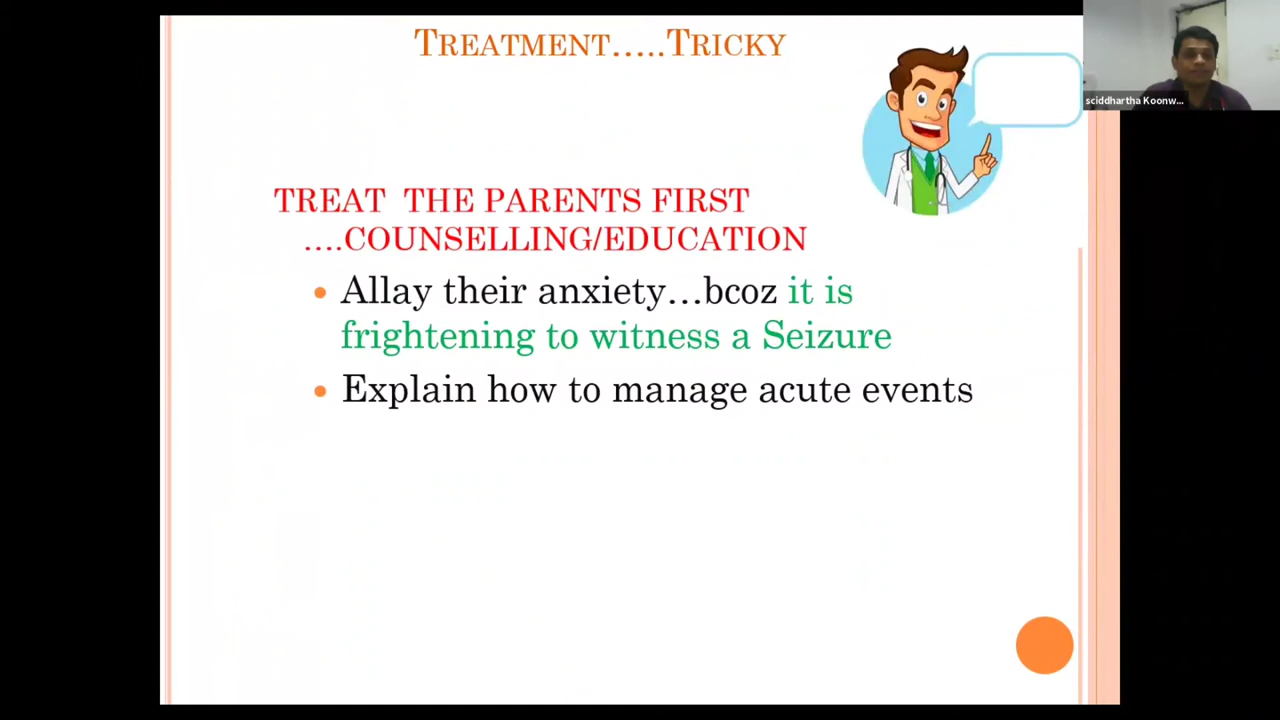 TREATMENT.....TRICKY
sciddhartha Koonw...
TREAT THE PARENTS FIRST
....COUNSELLING/EDUCATION
• Allay their anxiety...bcoz it is
frightening to witness a Seizure
• Explain how to manage acute events